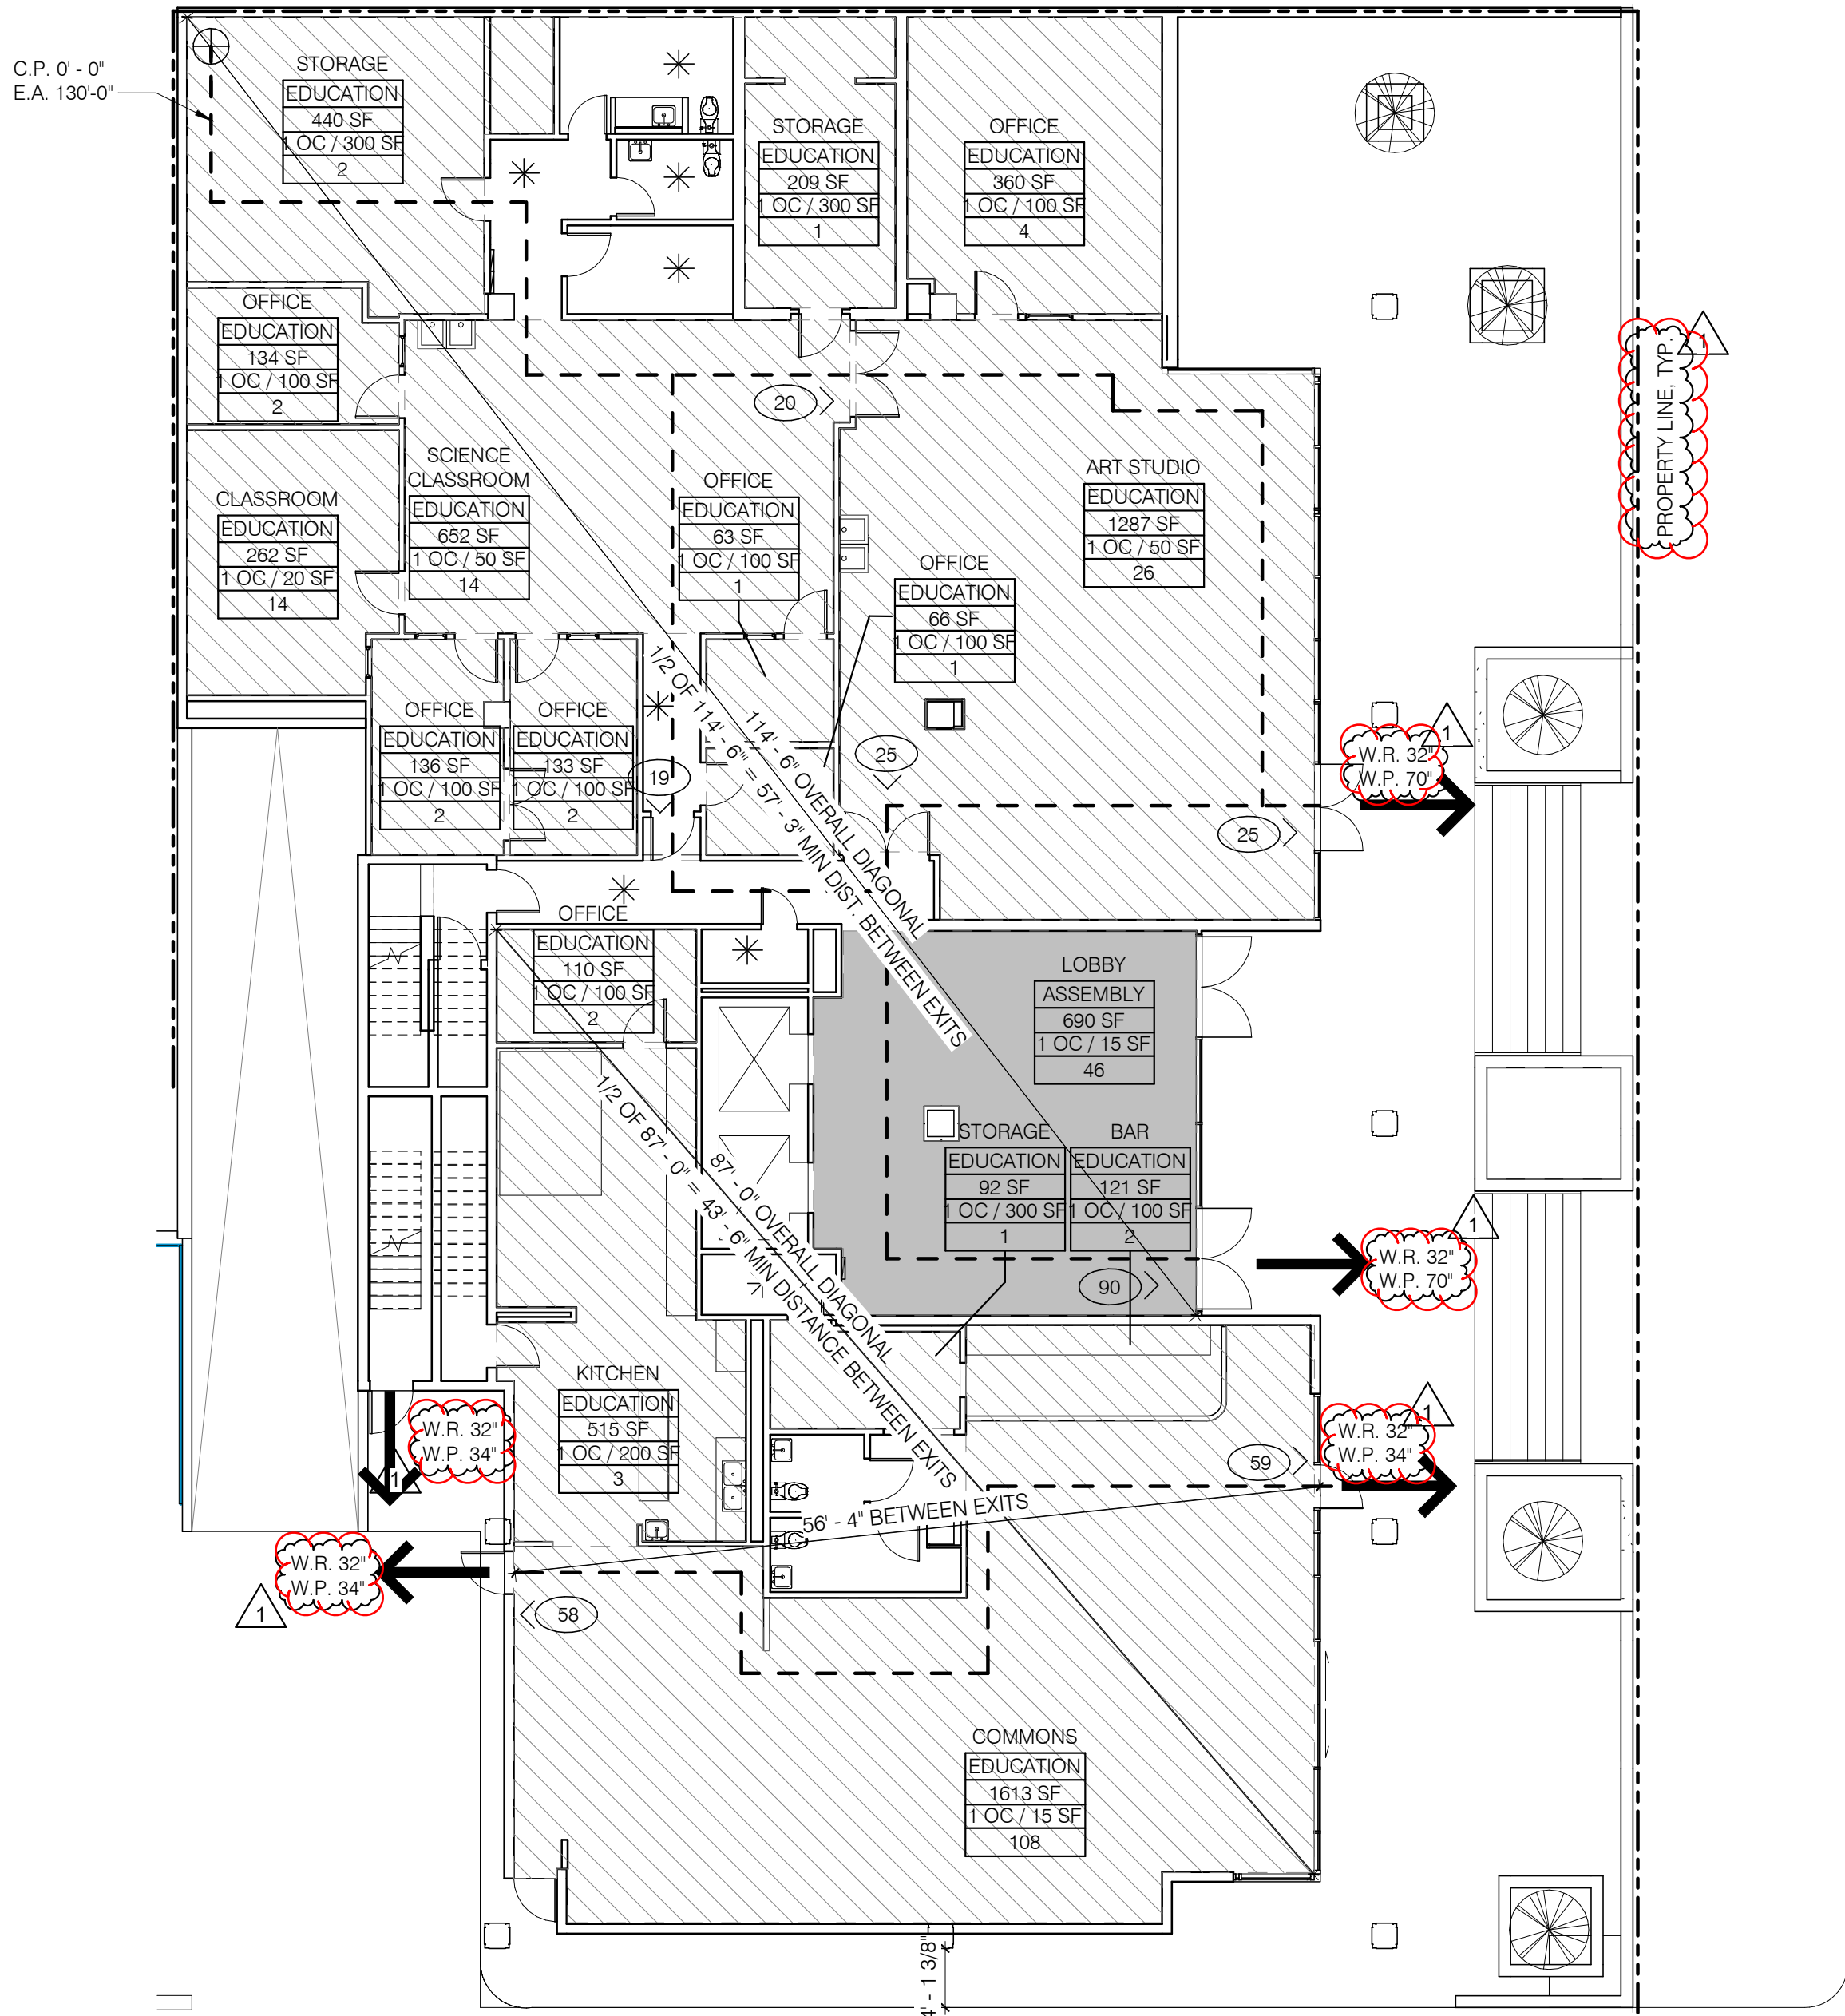 C.P. 0' - 0"
E.A. 130'-0"
STORAGE
EDUCATION
440 SF
1 OC / 300 SF
2
STORAGE
EDUCATION
209 SF
1 OC / 300 SF
1
OFFICE
EDUCATION
360 SF
1 OC / 100 SF
4
OFFICE
EDUCATION
134 SF
1 OC / 100 SF
2
1
PROPERTY LINE, TYP.
20
CLASSROOM
EDUCATION
262 SF
1 OC / 20 SF
14
SCIENCE
CLASSROOM
EDUCATION
652 SF
1 OC / 50 SF
14
OFFICE
EDUCATION
63 SF
1 OC / 100 SF
1
ART STUDIO
EDUCATION
1287 SF
1 OC / 50 SF
26
OFFICE
EDUCATION
66 SF
1 OC / 100 SF
1
OFFICE
EDUCATION
136 SF
1 OC / 100 SF
2
OFFICE
EDUCATION
133 SF
1 OC / 100 SF
2
19
25
25
1
W.R. 32"
W.P. 70"
114' - 6" OVERALL DIAGONAL
1/2 OF 114' - 6" = 57' - 3" MIN DIST. BETWEEN EXITS
OFFICE
EDUCATION
110 SF
1 OC / 100 SF
2
LOBBY
ASSEMBLY
690 SF
1 OC / 15 SF
46
STORAGE
EDUCATION
92 SF
1 OC / 300 SF
1
BAR
EDUCATION
121 SF
1 OC / 100 SF
2
90
1
W.R. 32"
W.P. 70"
87' - 0" OVERALL DIAGONAL
1/2 OF 87' - 0" = 43' - 6" MIN DISTANCE BETWEEN EXITS
KITCHEN
EDUCATION
515 SF
1 OC / 200 SF
3
W.R. 32"
W.P. 34"
1
59
1
W.R. 32"
W.P. 34"
56' - 4" BETWEEN EXITS
W.R. 32"
W.P. 34"
1
58
COMMONS
EDUCATION
1613 SF
1 OC / 15 SF
108
4' - 1 3/8"